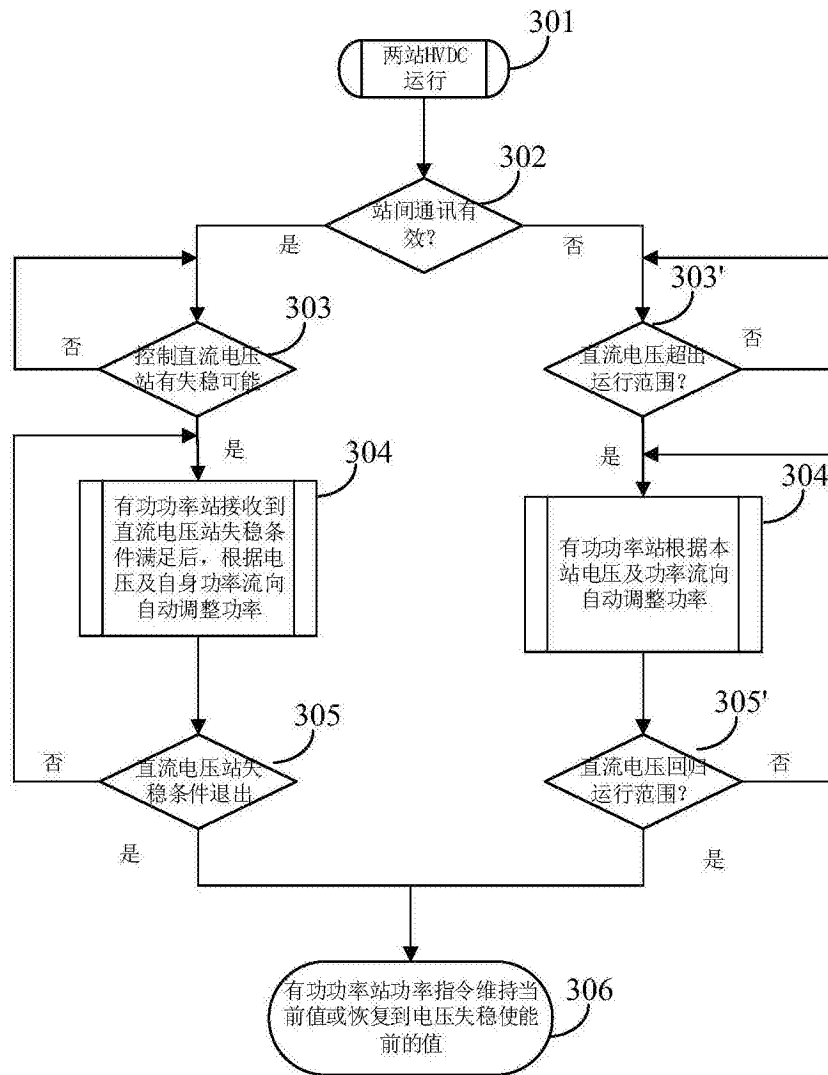 301
两站HVDC
运行
302
站间通讯有
效?
是
否
303
303'
否
控制直流电压
站有失稳可能
直流电压超出
运行范围?
否
是
是
304
304
有功功率站接收到
直流电压站失稳条
件满足后，根据电
压及自身功率流向
自动调整功率
有功功率站根据本
站电压及功率流向
自动调整功率
305
305'
否
直流电压站失
稳条件退出
直流电压回归
运行范围?
否
是
是
有功功率站功率指令维持当
前值或恢复到电压失稳使能
前的值
306